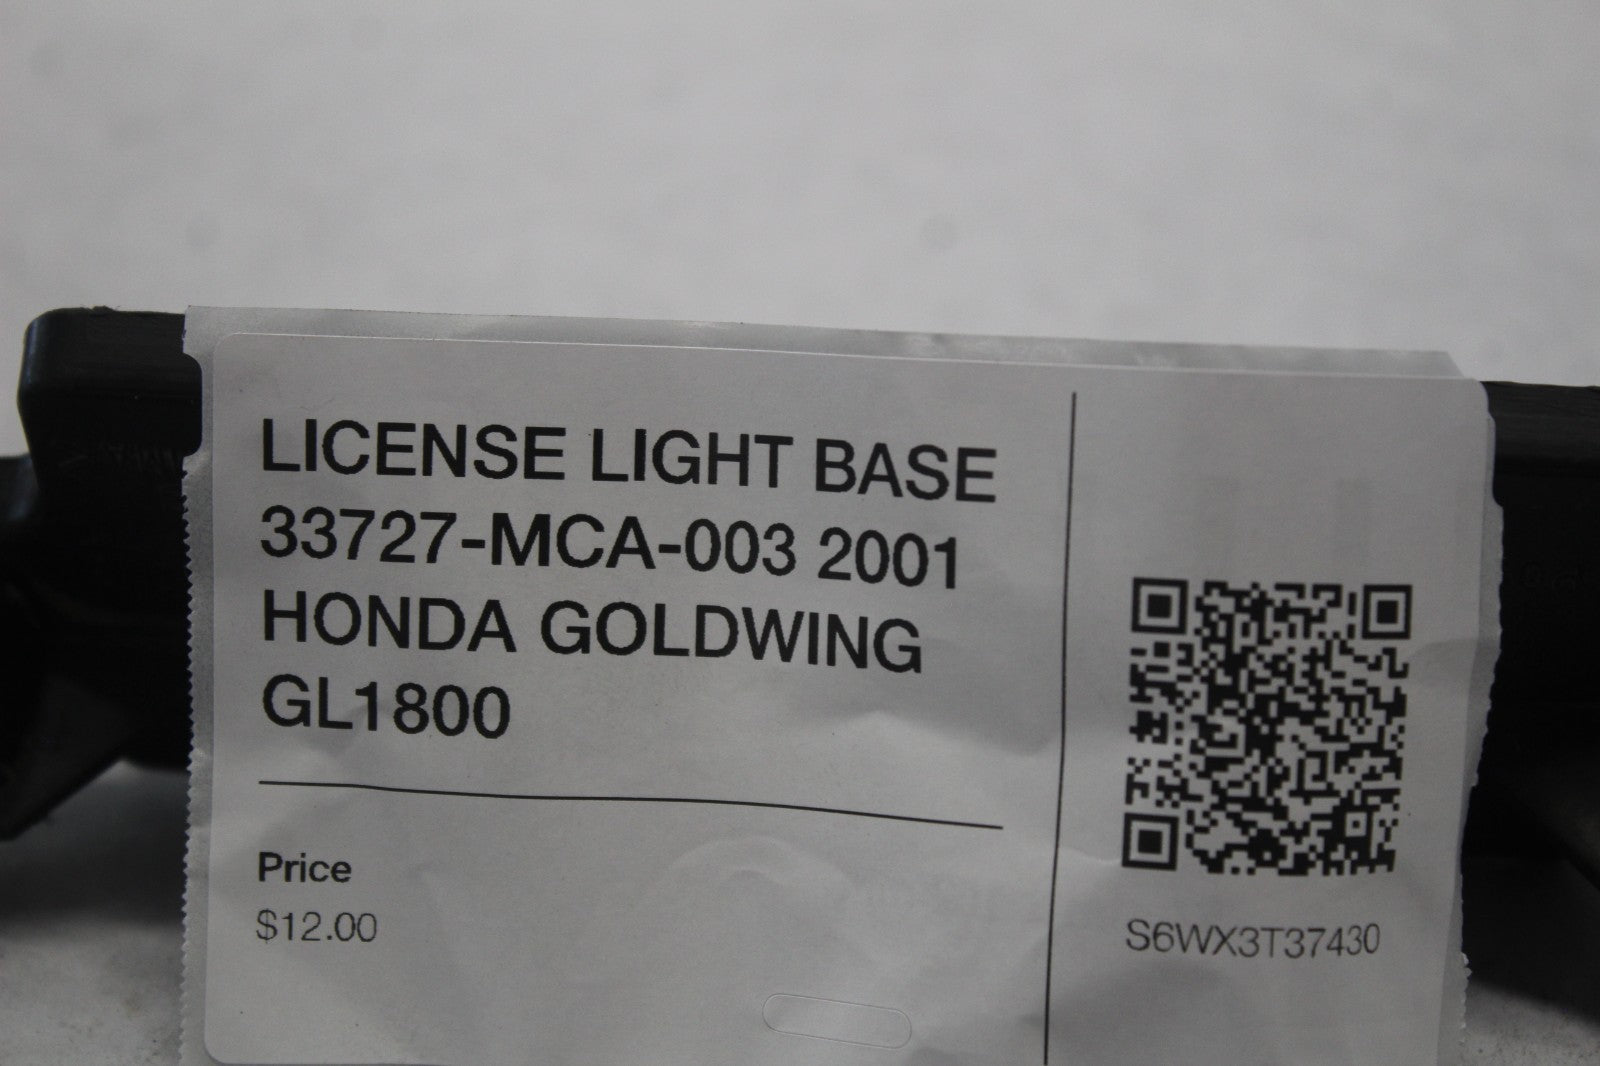 LICENSE LIGHT BASE
33727-MCA-003 2001
HONDA GOLDWING
GL1800
Price
$12.00
S6WX3T37430